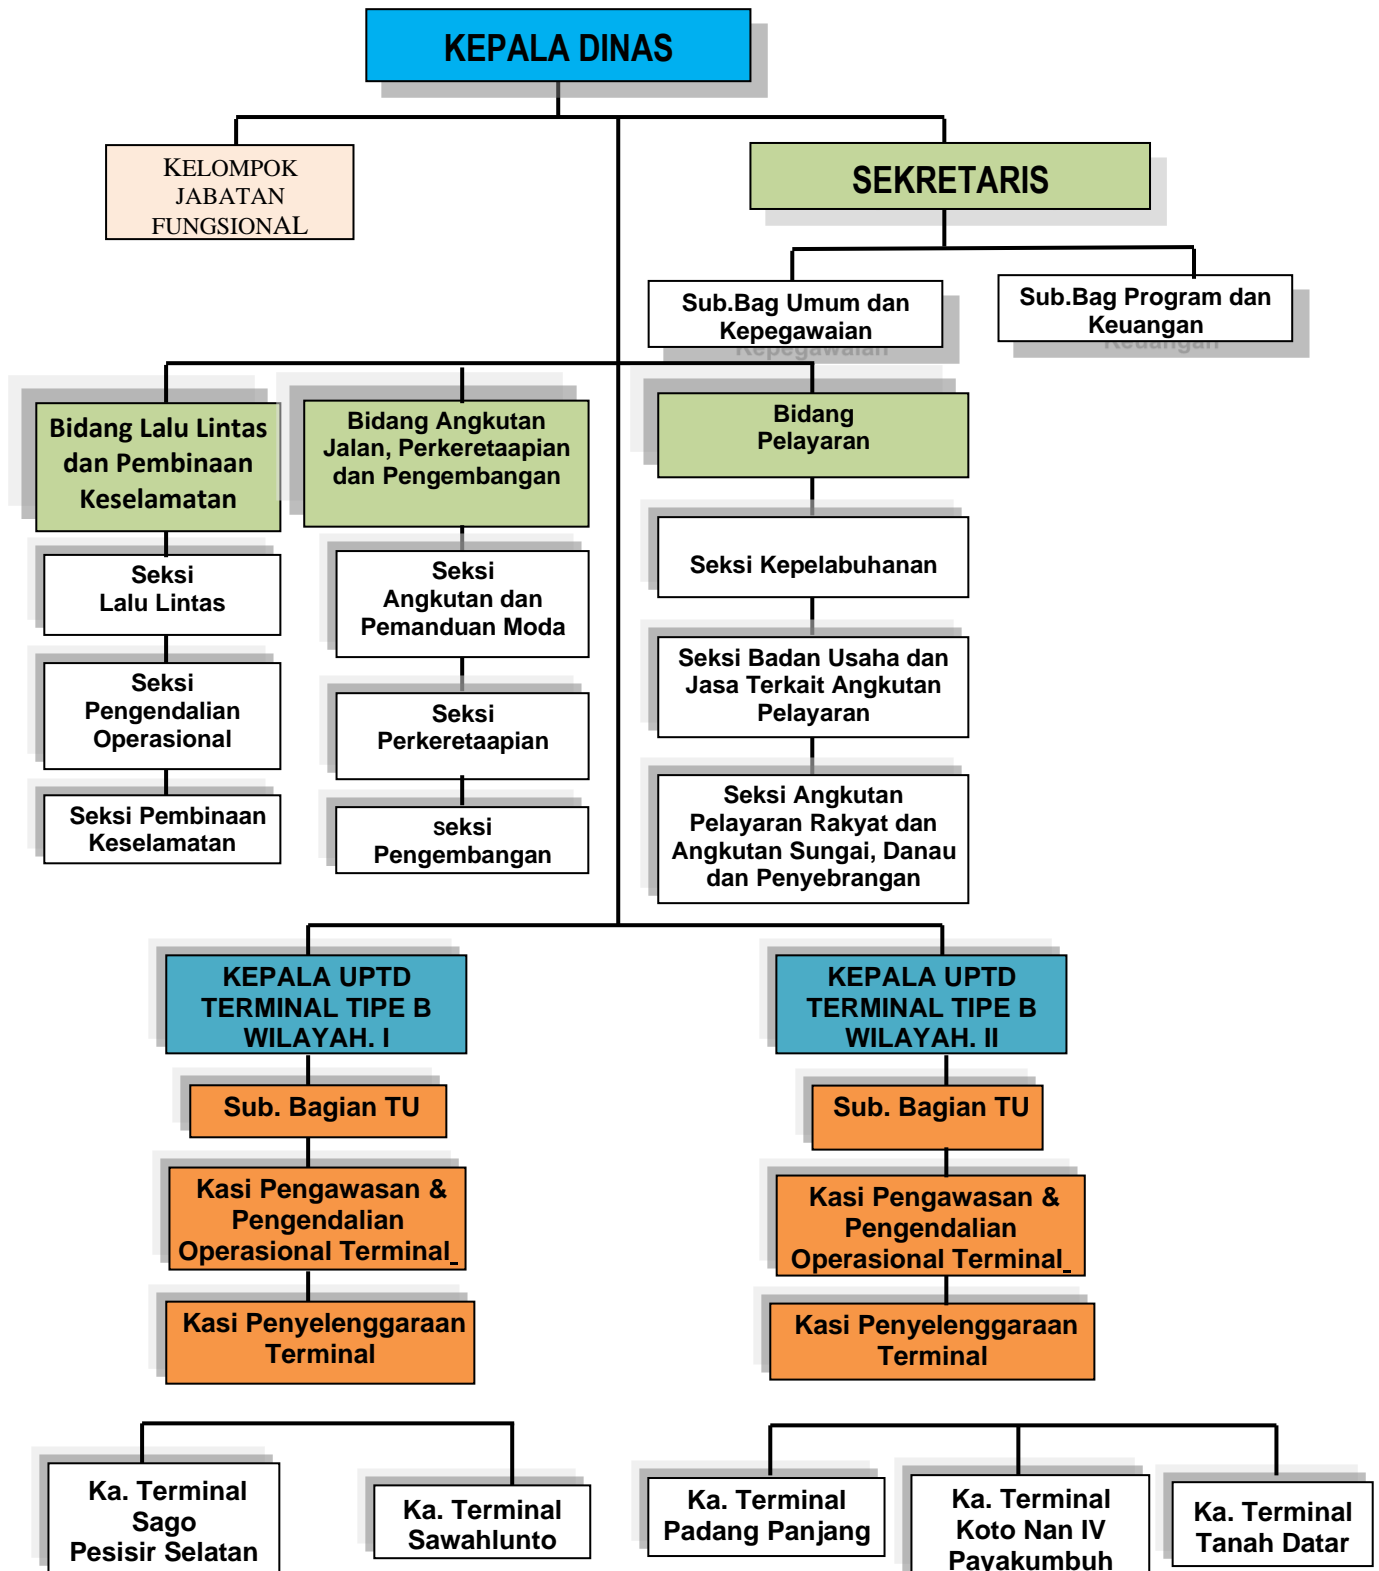 KEPALA DINAS
KELOMPOK
JABATAN
FUNGSIONAL
SEKRETARIS
Sub.Bag Umum dan
Kepegawaian
Sub.Bag Program dan
Keuangan
Bidang Lalu Lintas
dan Pembinaan
Keselamatan
Bidang Angkutan
Jalan, Perkeretaapian
dan Pengembangan
Bidang
Pelayaran
Seksi
Lalu Lintas
Seksi
Angkutan dan
Pemanduan Moda
Seksi Kepelabuhanan
Seksi
Pengendalian
Operasional
Seksi
Perkeretaapian
Seksi Badan Usaha dan
Jasa Terkait Angkutan
Pelayaran
Seksi Pembinaan
Keselamatan
seksi
Pengembangan
Seksi Angkutan
Pelayaran Rakyat dan
Angkutan Sungai, Danau
dan Penyebrangan
KEPALA UPTD
TERMINAL TIPE B
WILAYAH. I
Sub. Bagian TU
Kasi Pengawasan &
Pengendalian
Operasional Terminal
Kasi Penyelenggaraan
Terminal
KEPALA UPTD
TERMINAL TIPE B
WILAYAH. II
Sub. Bagian TU
Kasi Pengawasan &
Pengendalian
Operasional Terminal
Kasi Penyelenggaraan
Terminal
Ka. Terminal
Sago
Pesisir Selatan
Ka. Terminal
Sawahlunto
Ka. Terminal
Padang Panjang
Ka. Terminal
Koto Nan IV
Payakumbuh
Ka. Terminal
Tanah Datar